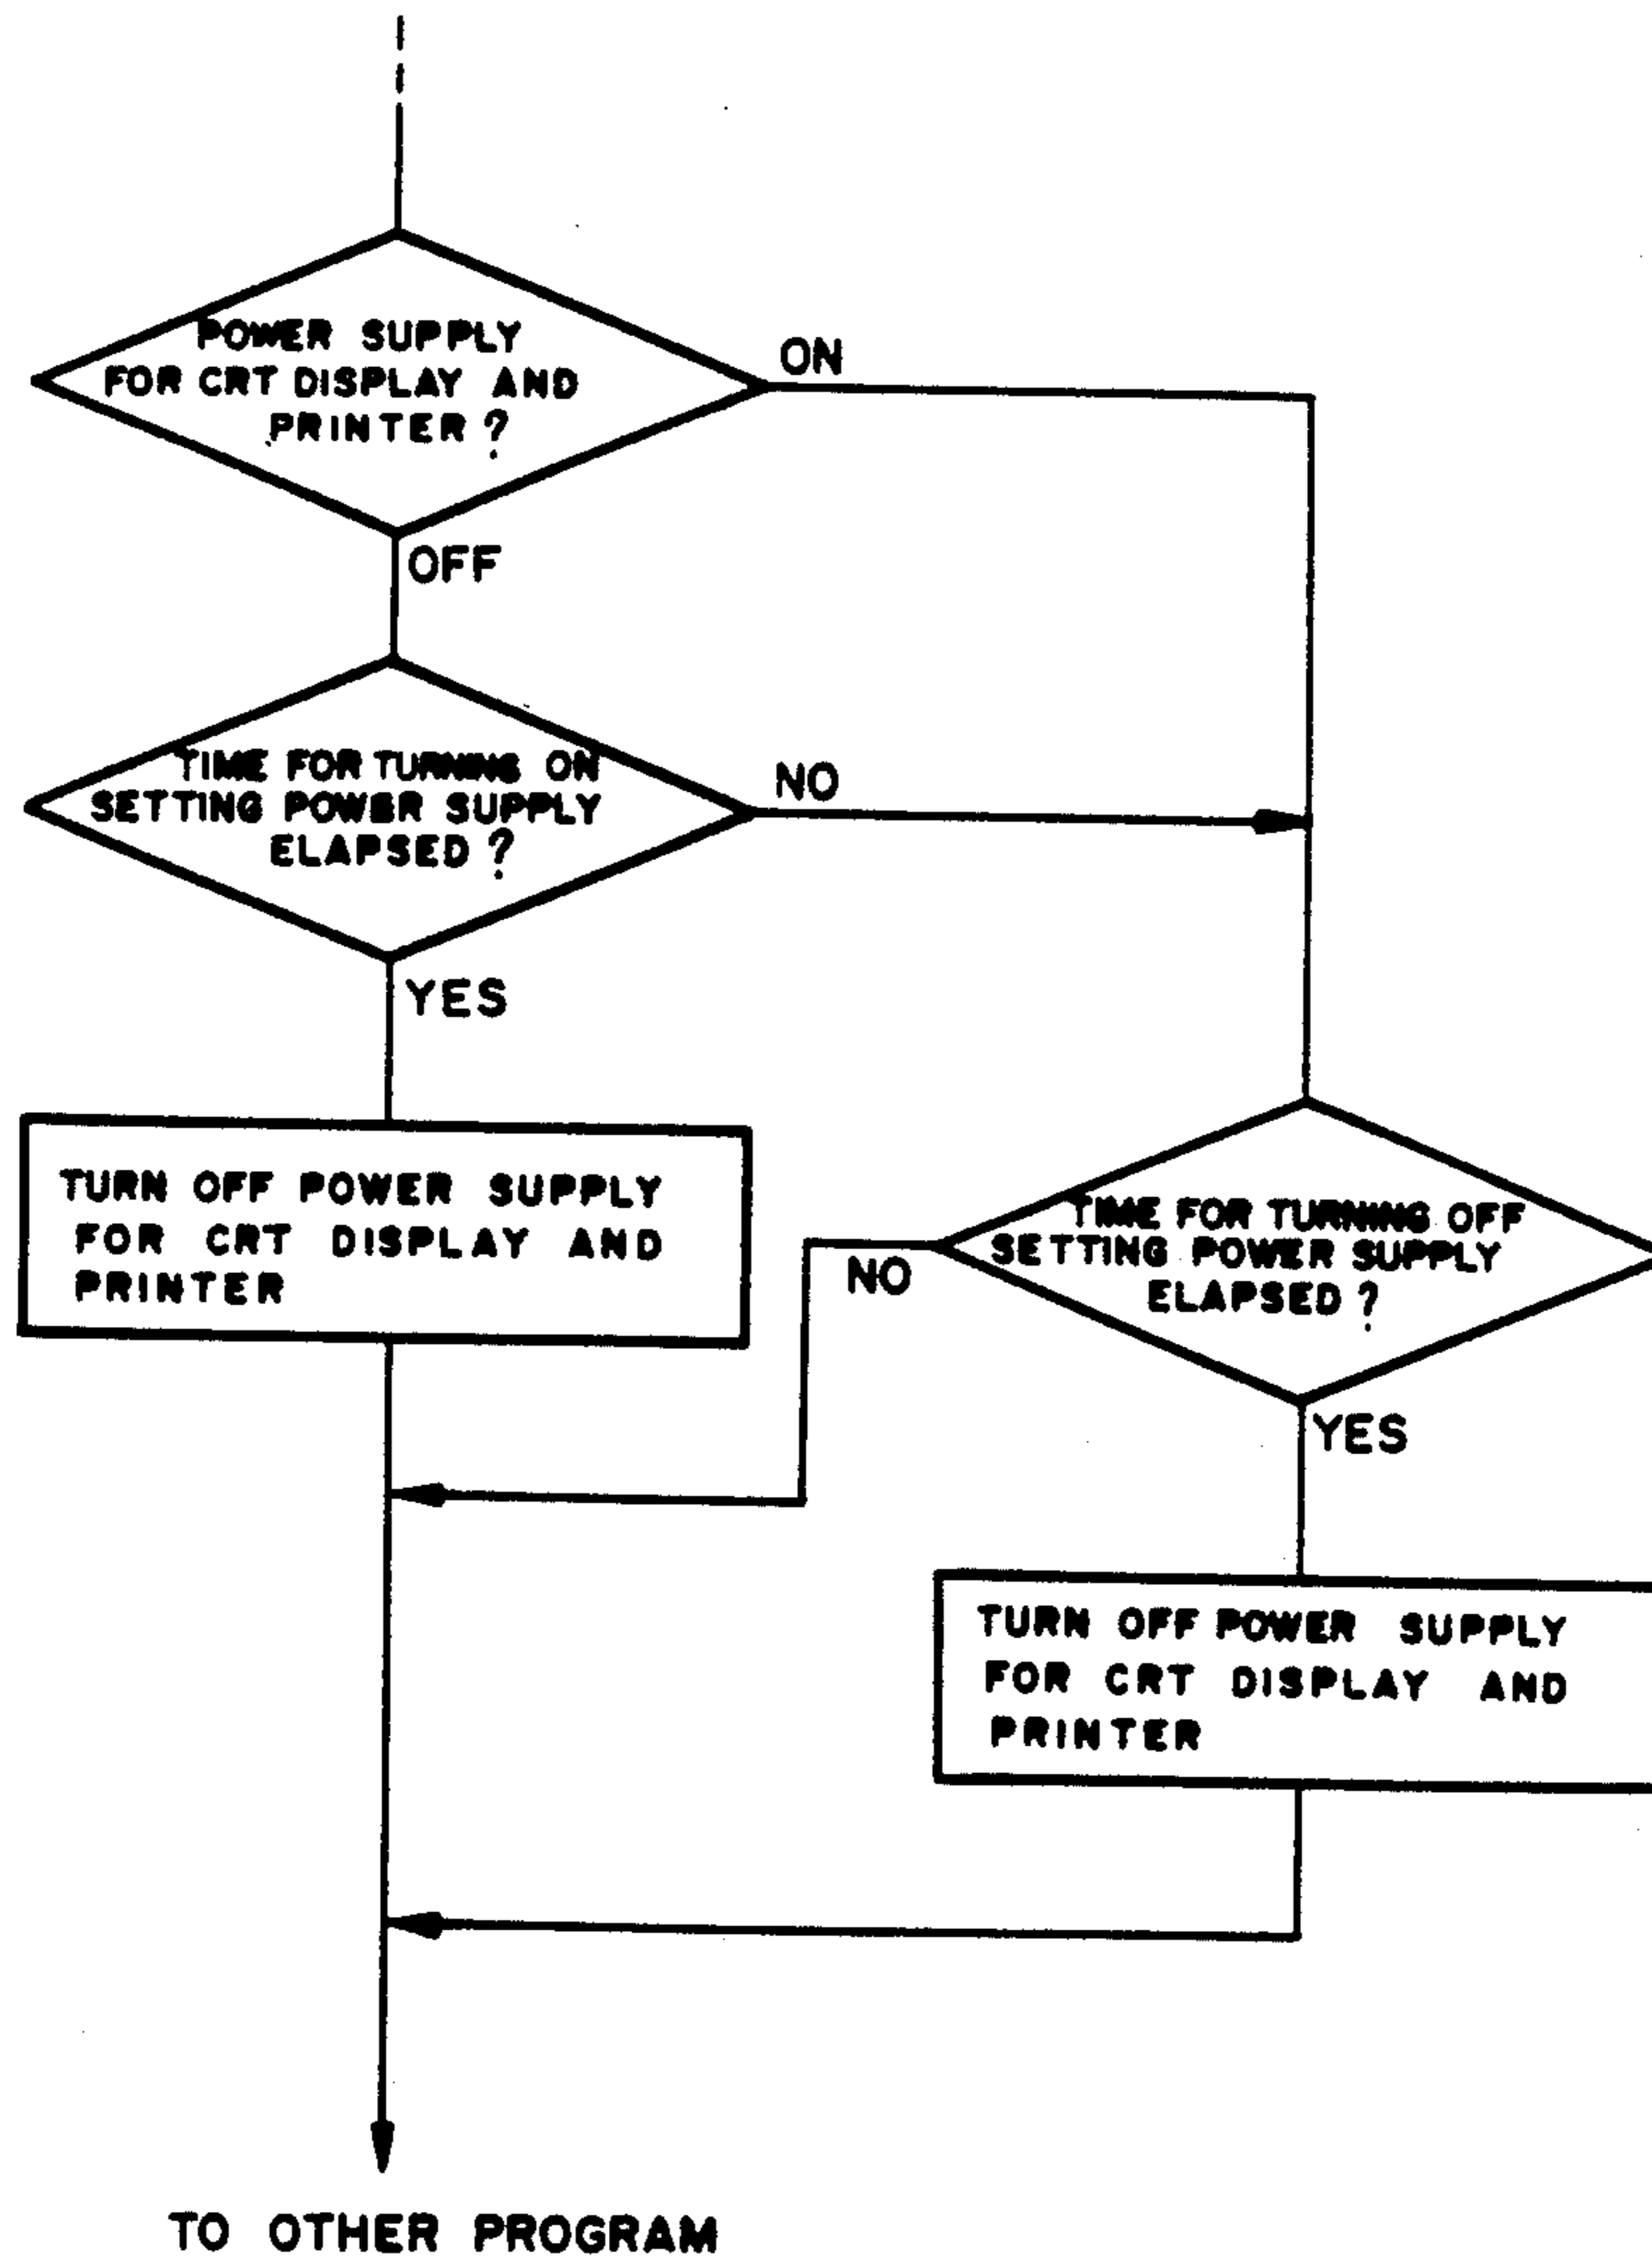 POWER SUPPLY
FOR CRT DISPLAY AND
PRINTER ?
ON
OFF
TIME FOR TURNING ON
SETTING POWER SUPPLY
ELAPSED ?
NO
YES
TURN OFF POWER SUPPLY
FOR CRT DISPLAY AND
PRINTER
TIME FOR TURNING OFF
SETTING POWER SUPPLY
ELAPSED ?
NO
YES
TURN OFF POWER SUPPLY
FOR CRT DISPLAY AND
PRINTER
TO OTHER PROGRAM